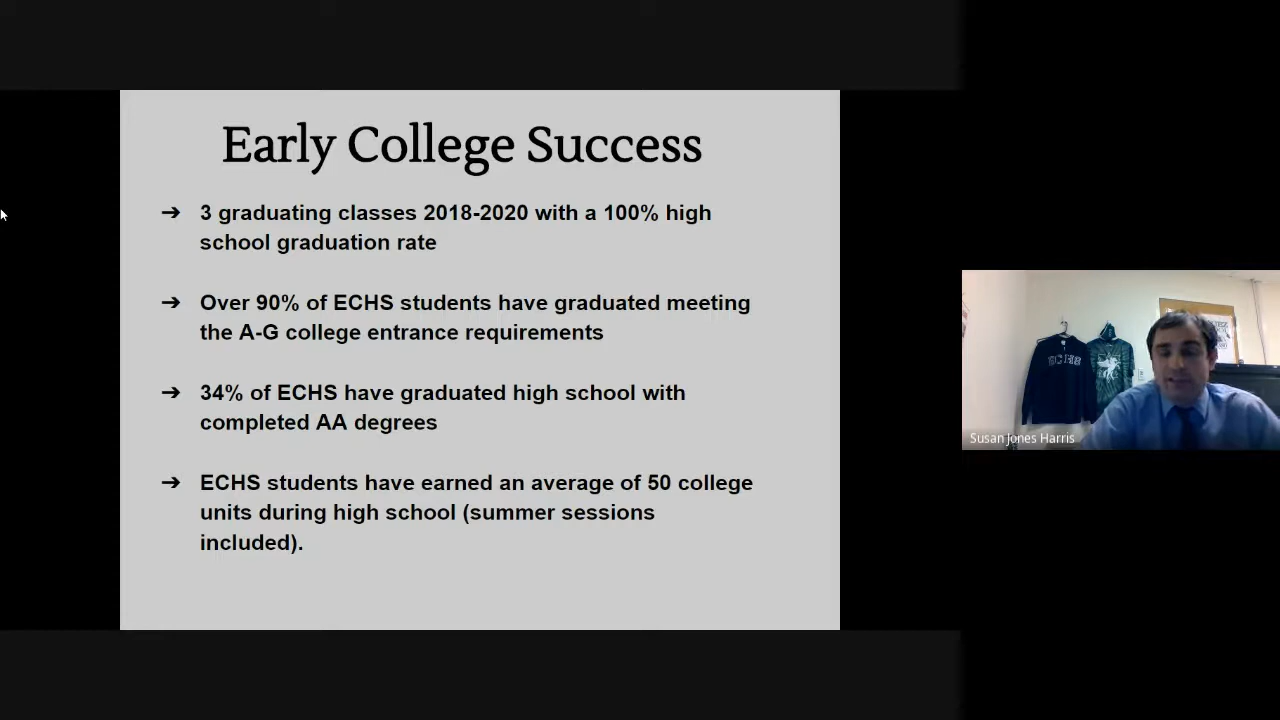 Early College Success
➔ 3 graduating classes 2018-2020 with a 100% high
school graduation rate
➔ Over 90% of ECHS students have graduated meeting
the A-G college entrance requirements
➔ 34% of ECHS have graduated high school with
completed AA degrees
➔ ECHS students have earned an average of 50 college
units during high school (summer sessions
included).
ECHS
Susan Jones Harris